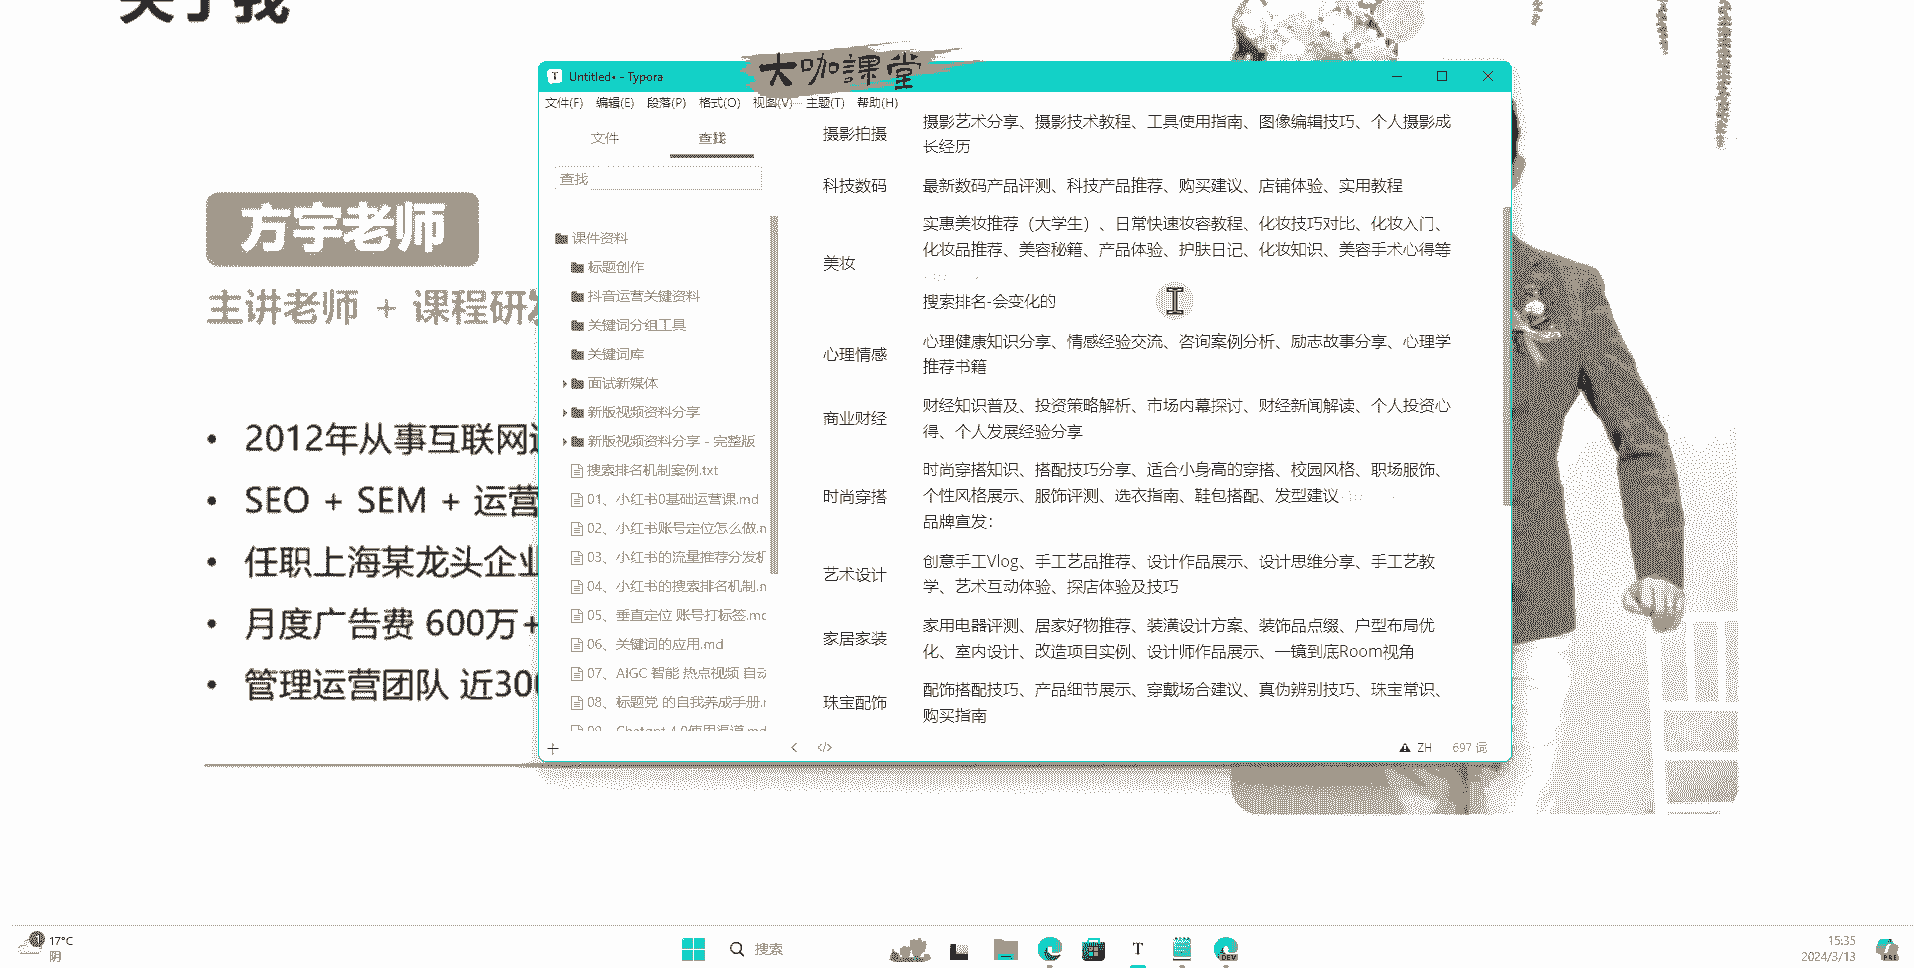 关于我
方宇老师
2012年从事互联网
SEO + SEM + 运营
任职上海某龙头企业
月度广告费 600万+
管理运营团队 近300
大咖課堂
Untitled• - Typora
文件(F) 编辑(E) 段落(P) 格式(O) 视图(V) 主题(T) 帮助(H)
文件 查找
查找
课件资料
标题创作
抖音运营关键资料
关键词分组工具
关键词库
面试新媒体
新版视频资料分享
新版视频资料分享 - 完整版
搜索排名机制案例.txt
01、小红书0基础运营课.md
02、小红书账号定位怎么做.
03、小红书的流量推荐分发机
04、小红书的搜索排名机制.
05、垂直定位 账号打标签.m
06、关键词的应用.md
07、AIGC 智能 热点视频 自动
08、标题党 的自我养成手册.
09、Chatgpt 4.0使用渠道.md
摄影拍摄
摄影艺术分享、摄影技术教程、工具使用指南、图像编辑技巧、个人摄影成
长经历
科技数码
最新数码产品评测、科技产品推荐、购买建议、店铺体验、实用教程
美妆
实惠美妆推荐（大学生）、日常快速妆容教程、化妆技巧对比、化妆入门、
化妆品推荐、美容秘籍、产品体验、护肤日记、化妆知识、美容手术心得等
搜索排名-会变化的
心理情感
心理健康知识分享、情感经验交流、咨询案例分析、励志故事分享、心理学
推荐书籍
商业财经
财经知识普及、投资策略解析、市场内幕探讨、财经新闻解读、个人投资心
得、个人发展经验分享
时尚穿搭
时尚穿搭知识、搭配技巧分享、适合小身高的穿搭、校园风格、职场服饰、
个性风格展示、服饰评测、选衣指南、鞋包搭配、发型建议
品牌宣发：
艺术设计
创意手工Vlog、手工艺品推荐、设计作品展示、设计思维分享、手工艺教
学、艺术互动体验、探店体验及技巧
家居家装
家用电器评测、居家好物推荐、装潢设计方案、装饰品点缀、户型布局优
化、室内设计、改造项目实例、设计师作品展示、一镜到底Room视角
珠宝配饰
配饰搭配技巧、产品细节展示、穿戴场合建议、真伪辨别技巧、珠宝常识、
购买指南
ZH 697 词
主讲老师 + 课程研发
17°C
阴
搜索
DEV
15:35
2024/3/13
PRE